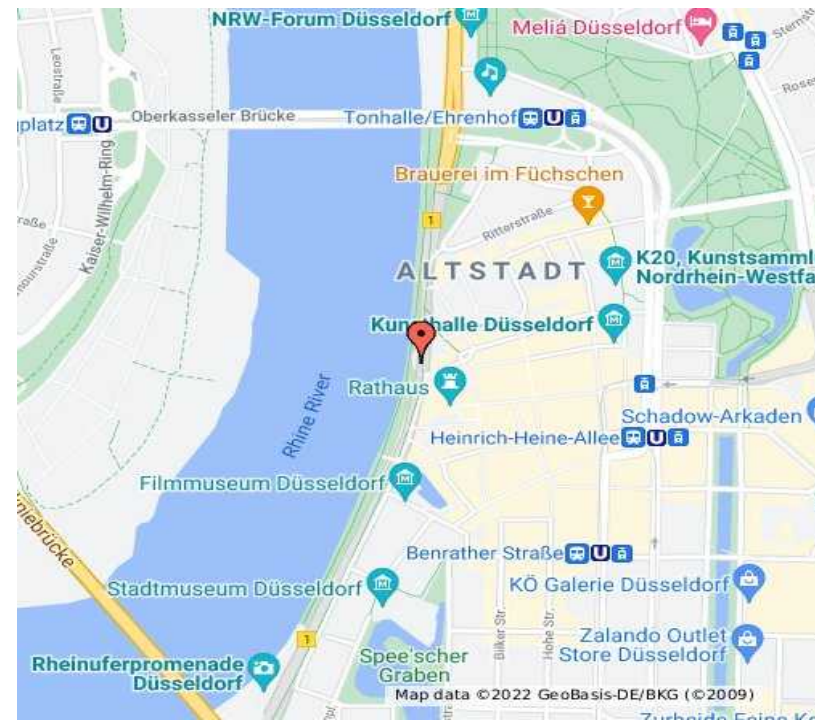 NRW-Forum Düsseldorf
Meliá Düsseldorf
Leostraße
Oberkasseler Brücke
Tonhalle/Ehrenhof
U
platz
U
Kaiser-Wilhelm-Ring
Brauerei im Füchschen
1
Ritterstraße
ALTSTADT
K20, Kunstsamml
Nordrhein-Westfa
Kunsthalle Düsseldorf
Rathaus
Rhine River
Schadow-Arkaden
Heinrich-Heine-Allee
U
Filmmuseum Düsseldorf
niebrücke
Benrather Straße
U
Stadtmuseum Düsseldorf
KÖ Galerie Düsseldorf
Bilker Str.
Hohe Str.
1
Zalando Outlet
Store Düsseldorf
Rheinuferpromenade
Düsseldorf
Spee'scher
Graben
Map data ©2022 GeoBasis-DE/BKG (©2009)